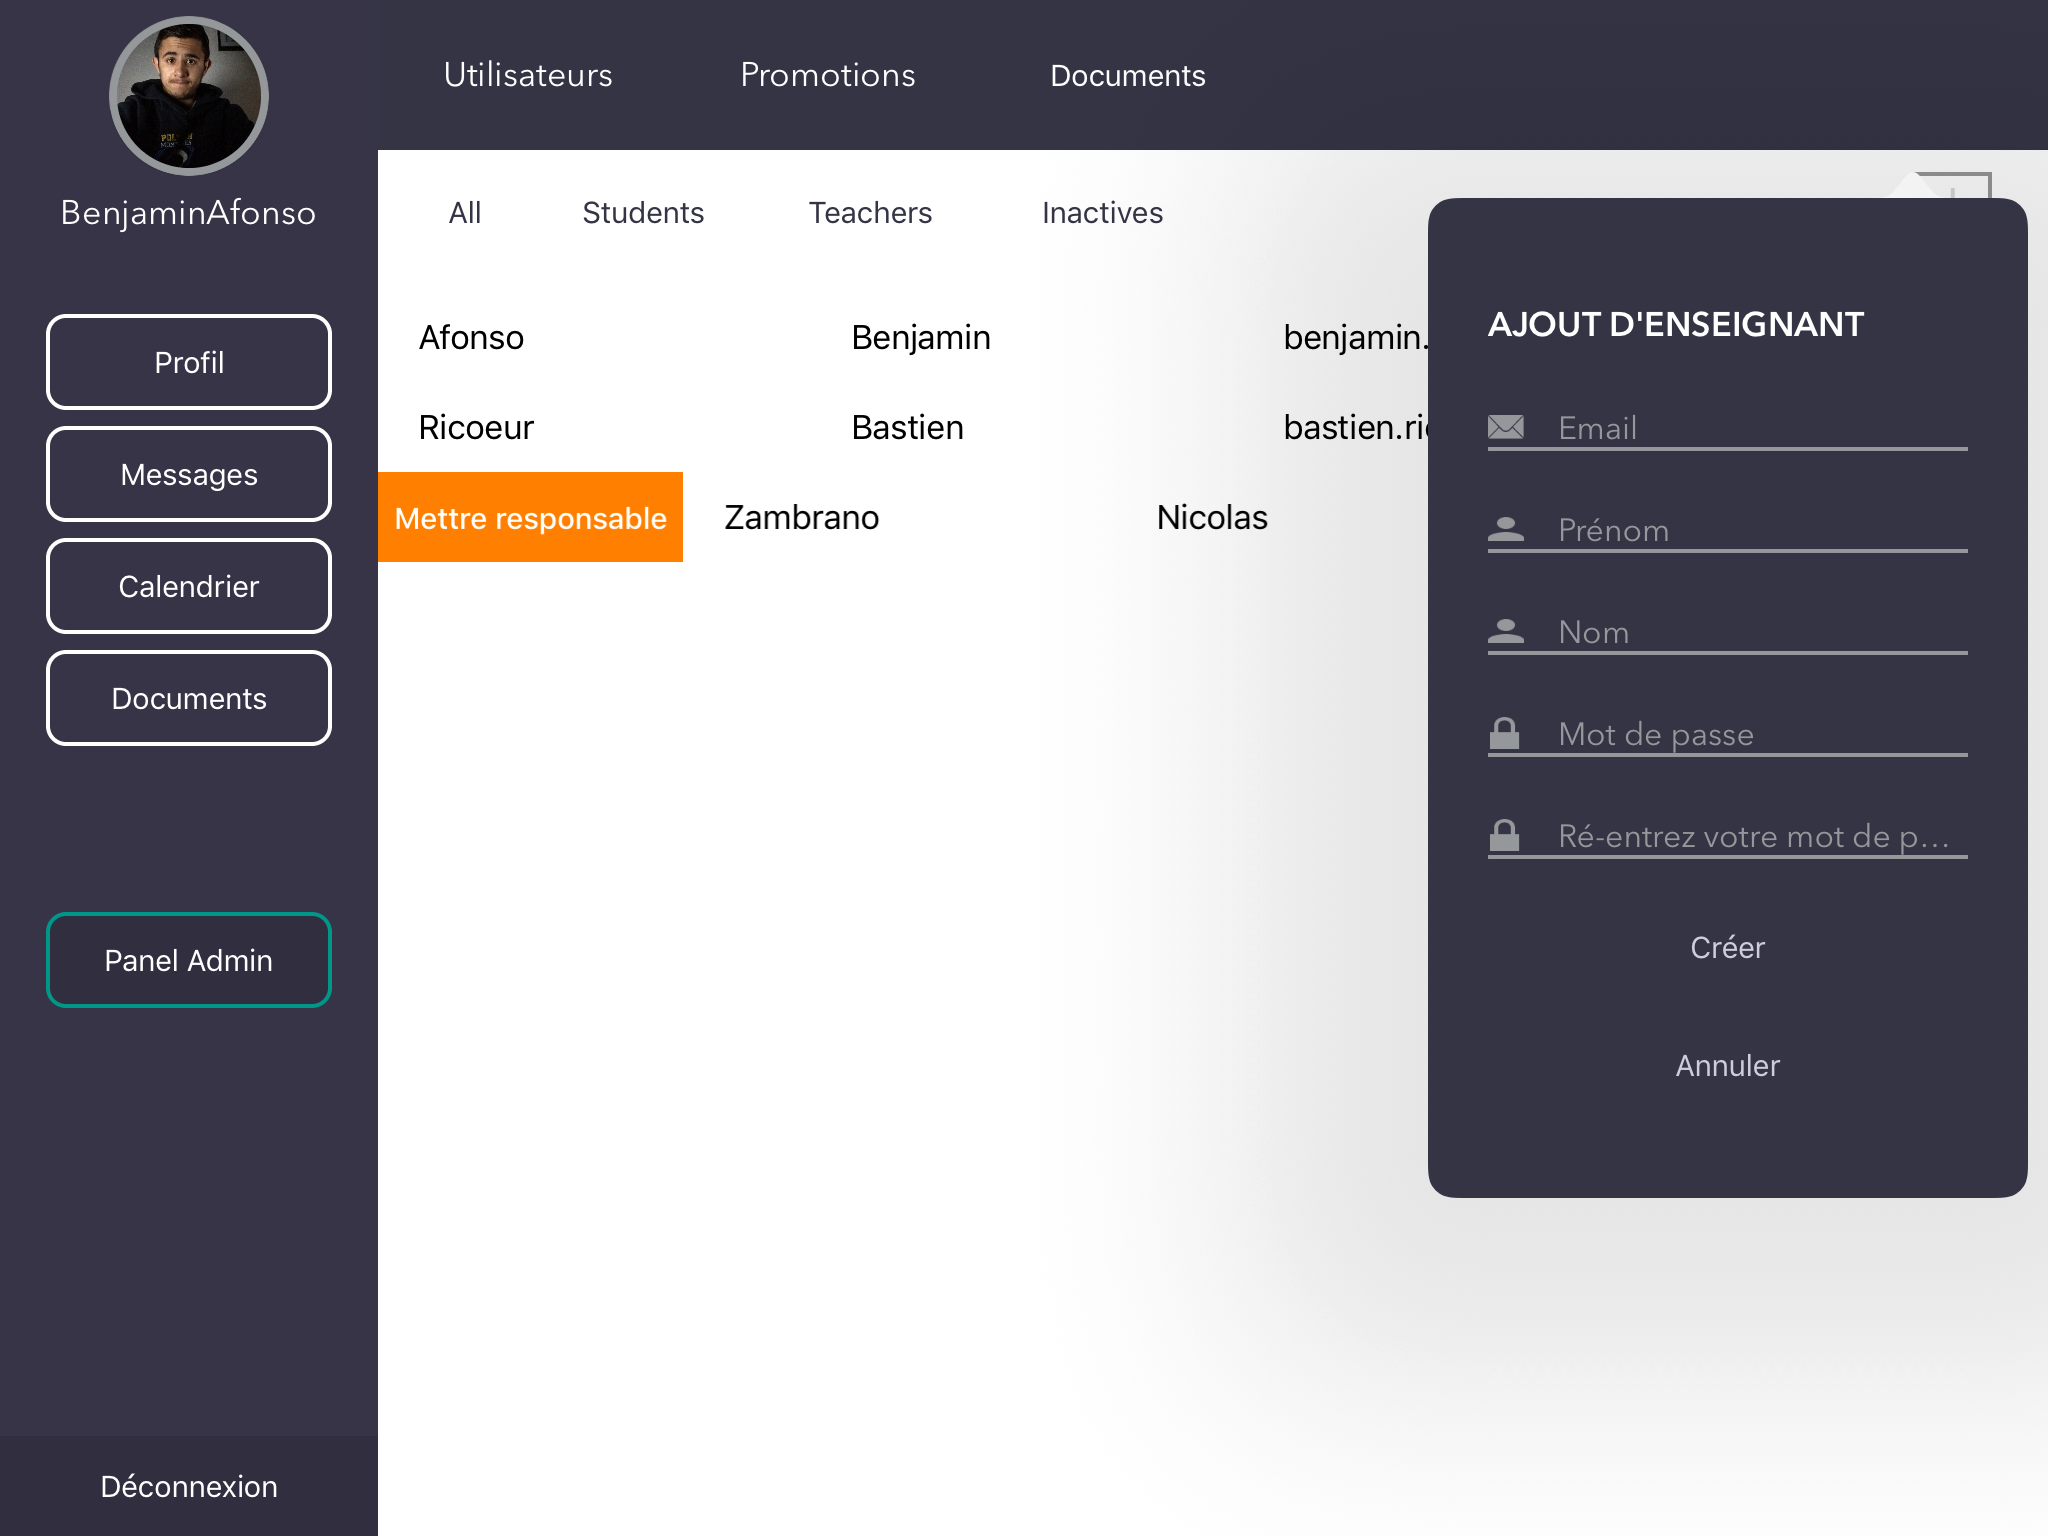 BenjaminAfonso
Profil
Messages
Calendrier
Documents
Panel Admin
Déconnexion
Utilisateurs Promotions Documents
All Students Teachers Inactives
Afonso Benjamin benjamin.
Ricoeur Bastien bastien.ric
Mettre responsable Zambrano Nicolas
AJOUT D'ENSEIGNANT
Email
Prénom
Nom
Mot de passe
Ré-entrez votre mot de p...
Créer
Annuler